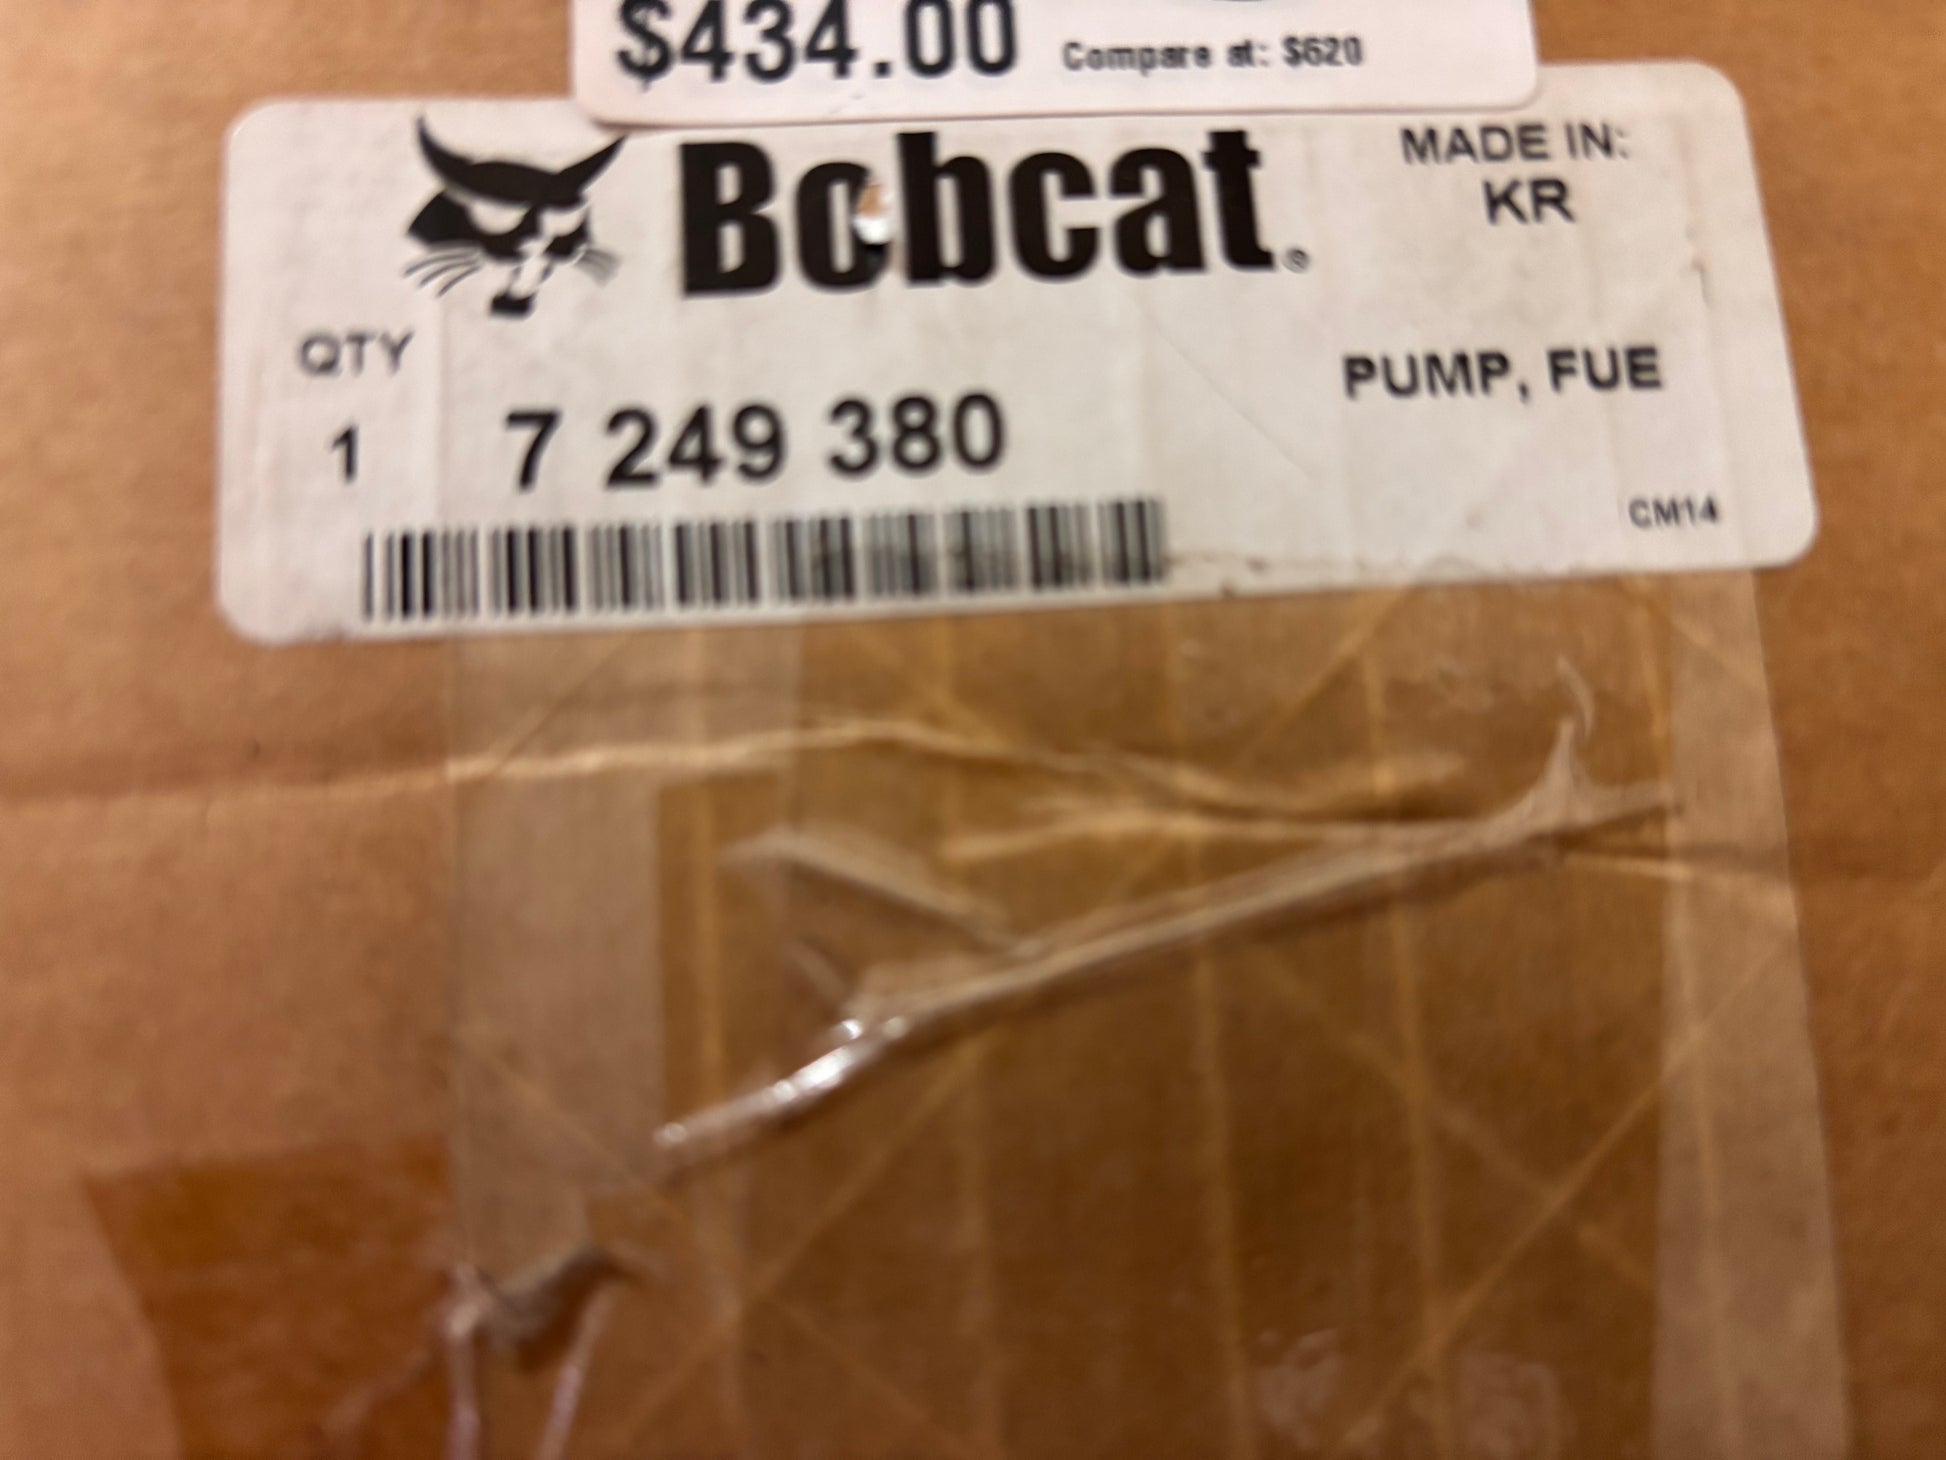 $434.00 Compare at: $620
Bobcat®
MADE IN:
KR
QTY
1 7 249 380
PUMP, FUE
CM14